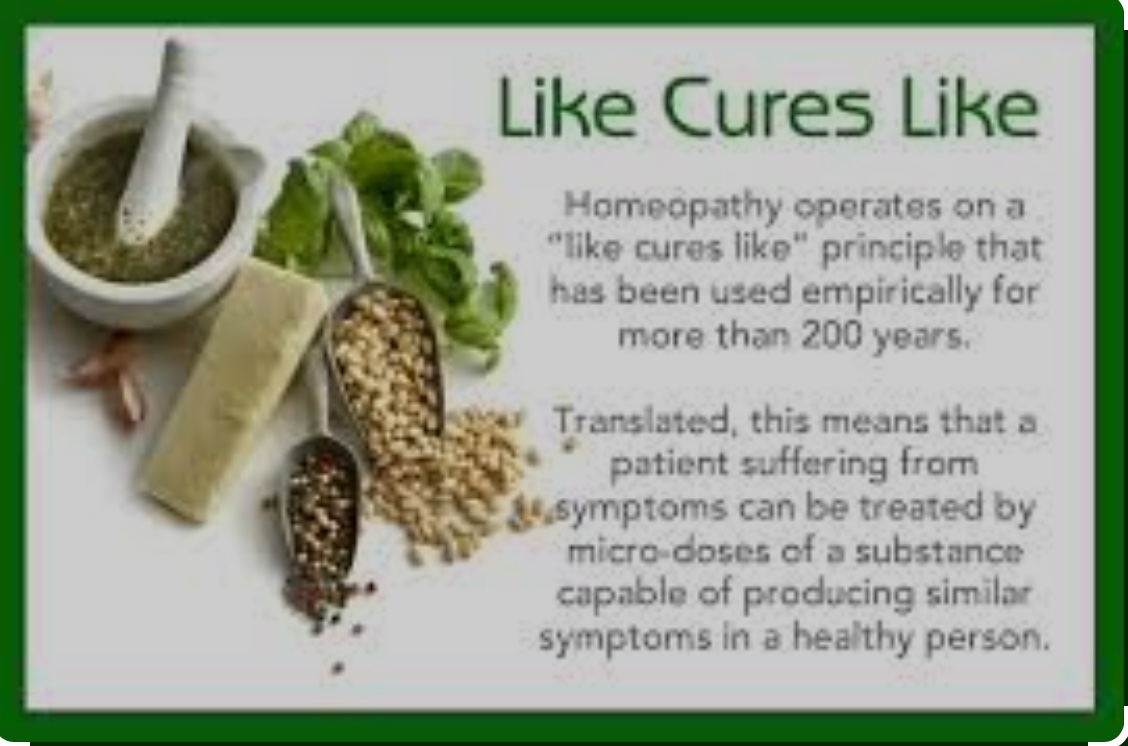 Like Cures Like
Homeopathy operates on a
"like cures like" principle that
has been used empirically for
more than 200 years.
Translated, this means that a
patient suffering from
symptoms can be treated by
micro-doses of a substance
capable of producing similar
symptoms in a healthy person.